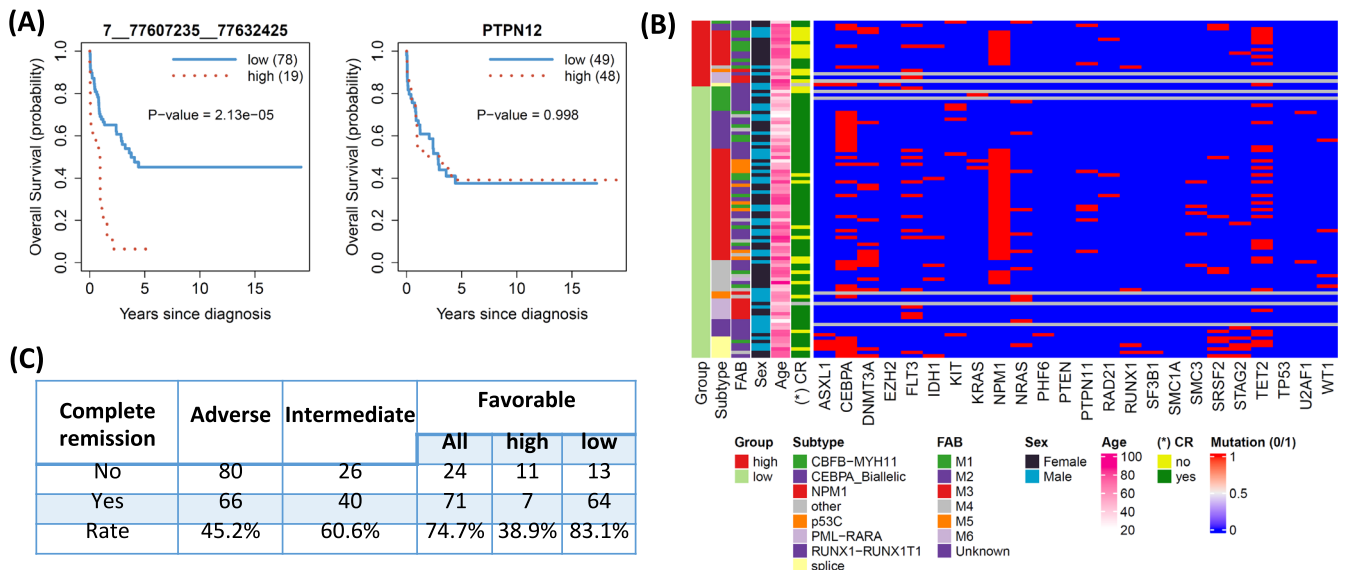 (A)
7__77607235__77632425
low (78)
high (19)
P−value = 2.13e−05
Overall Survival (probability)
0.0 0.2 0.4 0.6 0.8 1.0
0 5 10 15
Years since diagnosis
PTPN12
low (49)
high (48)
P−value = 0.998
Overall Survival (probability)
0.0 0.2 0.4 0.6 0.8 1.0
0 5 10 15
Years since diagnosis
(B)
Group Subtype FAB Sex Age (*) CR ASXL1 CEBPA DNMT3A EZH2 FLT3 IDH1 KIT KRAS NPM1 NRAS PHF6 PTEN PTPN11 RAD21 RUNX1 SF3B1 SMC1A SMC3 SRSF2 STAG2 TET2 TP53 U2AF1 WT1
Group
high
low
Subtype
CBFB−MYH11
CEBPA_Biallelic
NPM1
other
p53C
PML−RARA
RUNX1−RUNX1T1
splice
FAB
M1
M2
M3
M4
M5
M6
Unknown
Sex
Female
Male
Age
100
80
60
40
20
(*) CR
no
yes
Mutation (0/1)
1
0.5
0
(C)
Complete remission Adverse Intermediate Favorable
All high low
No 80 26 24 11 13
Yes 66 40 71 7 64
Rate 45.2% 60.6% 74.7% 38.9% 83.1%